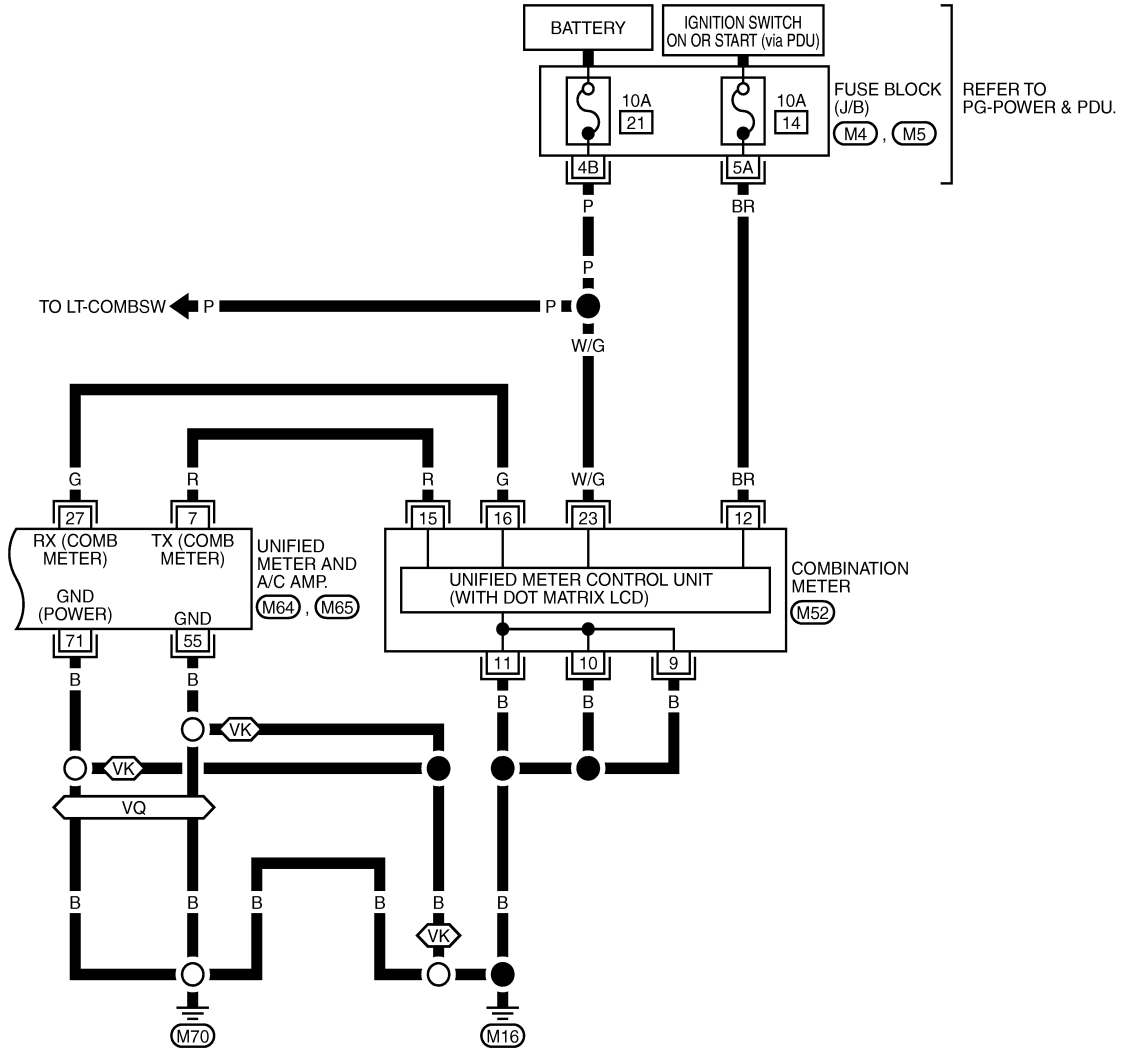 BATTERY
IGNITION SWITCH
ON OR START (via PDU)
10A
21
10A
14
FUSE BLOCK
(J/B)
M4 , M5
REFER TO
PG-POWER & PDU.
4B
5A
P
BR
P
TO LT-COMBSW
P
P
W/G
G
R
R
G
W/G
BR
27
7
15
16
23
12
RX (COMB
METER)
TX (COMB
METER)
GND
(POWER)
GND
UNIFIED
METER AND
A/C AMP.
M64 , M65
UNIFIED METER CONTROL UNIT
(WITH DOT MATRIX LCD)
COMBINATION
METER
M52
71
55
11
10
9
B
B
B
B
B
VK
VK
VQ
B
B
B
B
B
B
VK
M70
M16